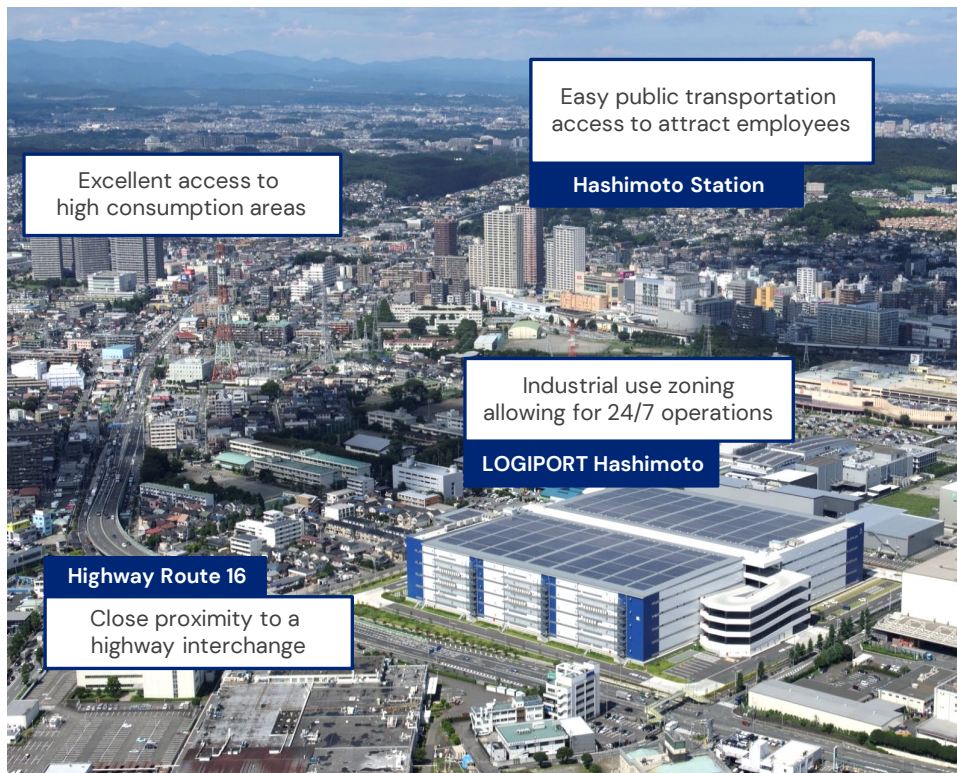 Easy public transportation
access to attract employees
Hashimoto Station
Excellent access to
high consumption areas
Industrial use zoning
allowing for 24/7 operations
LOGIPORT Hashimoto
Highway Route 16
Close proximity to a
highway interchange